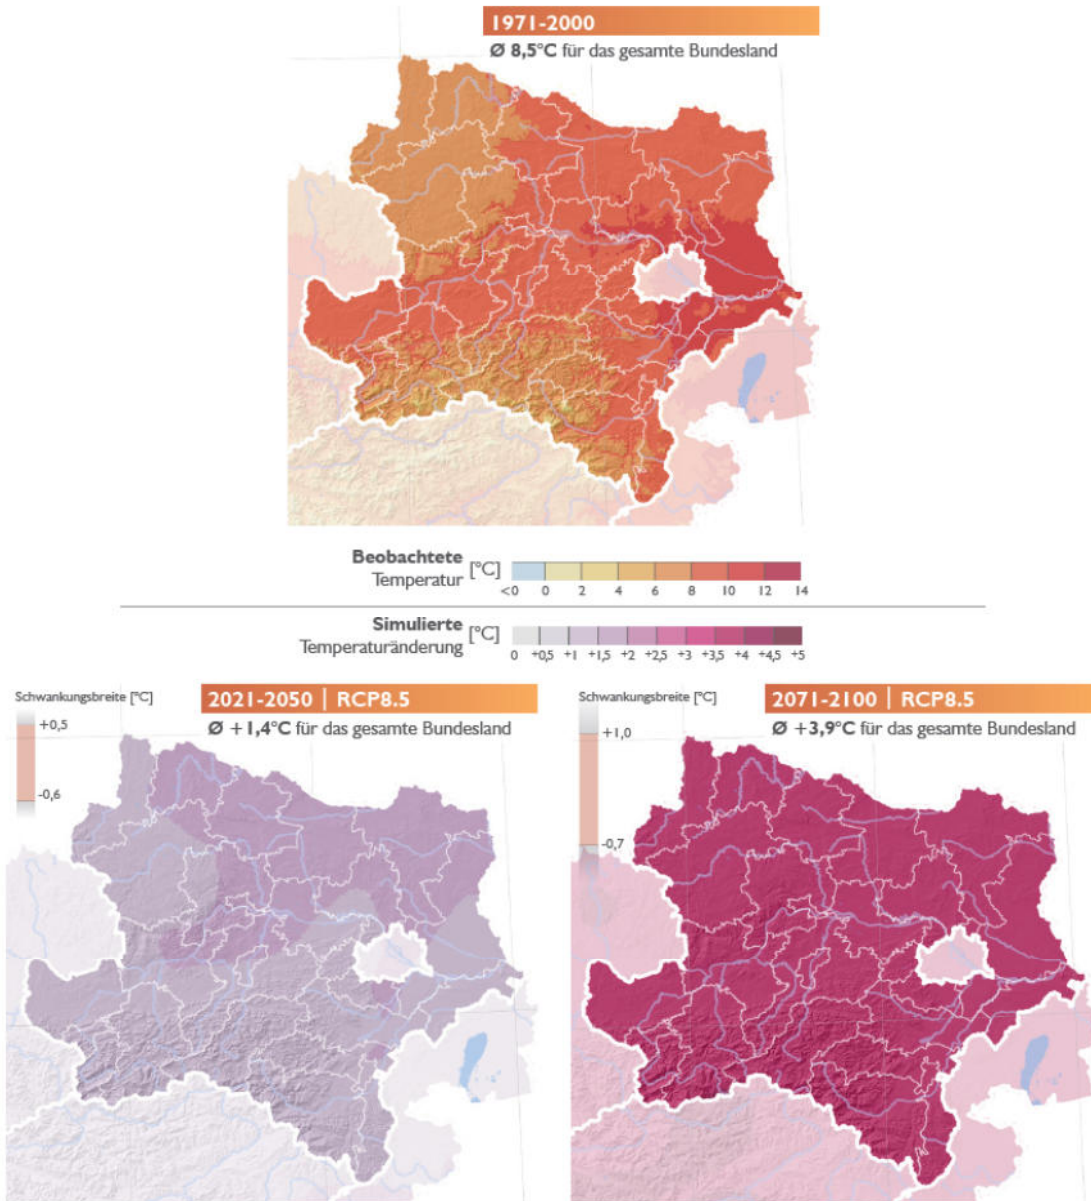 1971-2000
Ø 8,5°C für das gesamte Bundesland
Beobachtete
Temperatur [°C]
<0 0 2 4 6 8 10 12 14
Simulierte
Temperaturänderung [°C]
0 +0,5 +1 +1,5 +2 +2,5 +3 +3,5 +4 +4,5 +5
Schwankungsbreite [°C]
+0,5
-0,6
2021-2050 | RCP8.5
Ø +1,4°C für das gesamte Bundesland
Schwankungsbreite [°C]
+1,0
-0,7
2071-2100 | RCP8.5
Ø +3,9°C für das gesamte Bundesland